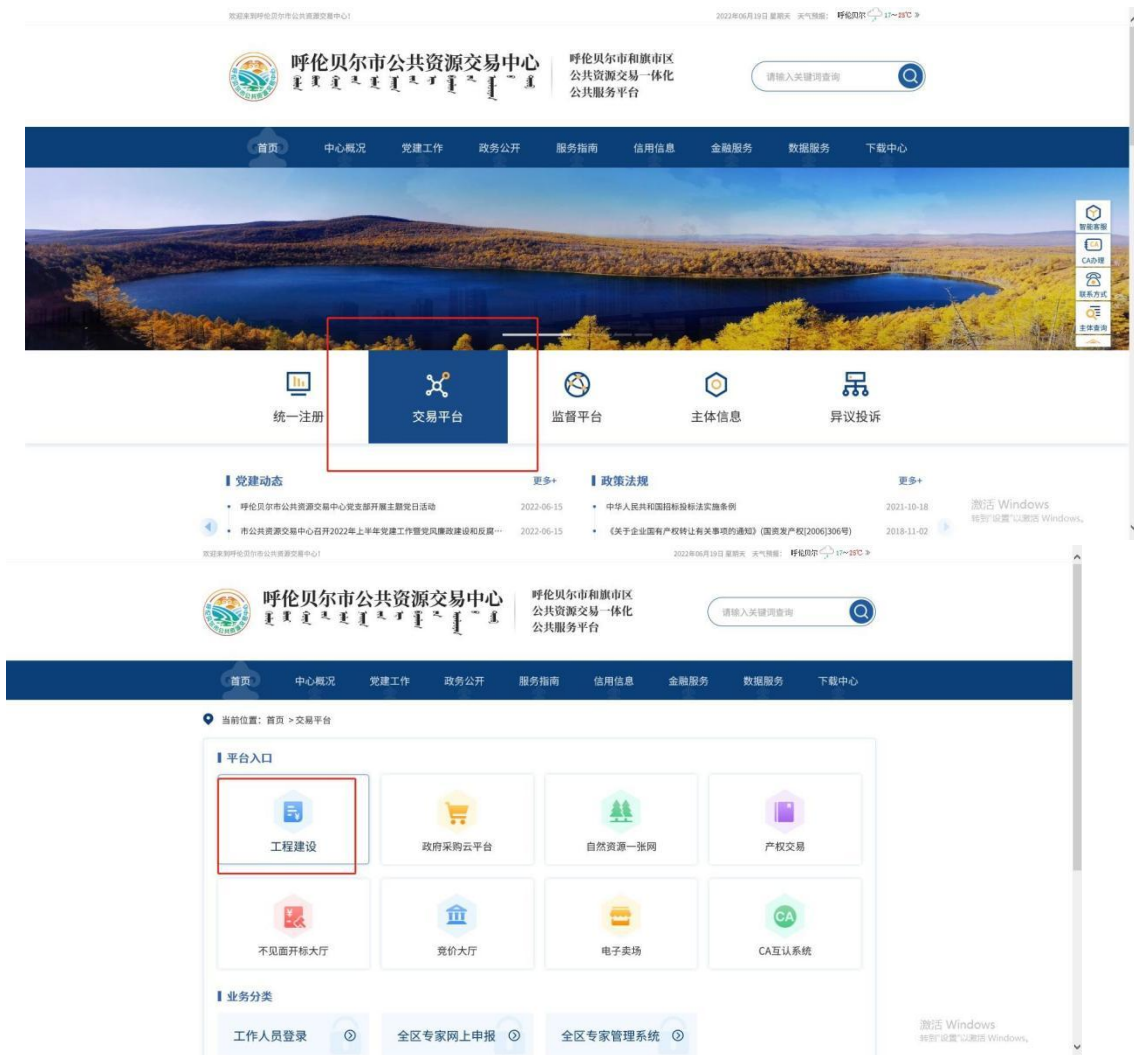 欢迎来到呼伦贝尔市公共资源交易中心!
2022年06月19日 星期天 天气预报: 呼伦贝尔 17~28℃ >
呼伦贝尔市公共资源交易中心
呼伦贝尔市和旗市区
公共资源交易一体化
公共服务平台
请输入关键词查询
首页 中心概况 党建工作 政务公开 服务指南 信用信息 金融服务 数据服务 下载中心
智能客服
CA
CA办理
联系方式
主体查询
统一注册 交易平台 监督平台 主体信息 异议投诉
党建动态 更多+ 政策法规 更多+
• 呼伦贝尔市公共资源交易中心党支部开展主题党日活动 2022-06-15 • 中华人民共和国招标投标法实施条例 2021-10-18
• 市公共资源交易中心召开2022年上半年党建工作暨党风廉政建设和反腐… 2022-06-15 • 《关于企业国有产权转让有关事项的通知》(国资发产权[2006]306号) 2018-11-02
激活 Windows
转到"设置"以激活 Windows。
欢迎来到呼伦贝尔市公共资源交易中心!
2022年06月19日 星期天 天气预报: 呼伦贝尔 17~28℃ >
呼伦贝尔市公共资源交易中心
呼伦贝尔市和旗市区
公共资源交易一体化
公共服务平台
请输入关键词查询
首页 中心概况 党建工作 政务公开 服务指南 信用信息 金融服务 数据服务 下载中心
当前位置: 首页 > 交易平台
平台入口
工程建设 政府采购云平台 自然资源一张网 产权交易
CA
不见面开标大厅 竞价大厅 电子卖场 CA互认系统
业务分类
工作人员登录 全区专家网上申报 全区专家管理系统
激活 Windows
转到"设置"以激活 Windows。